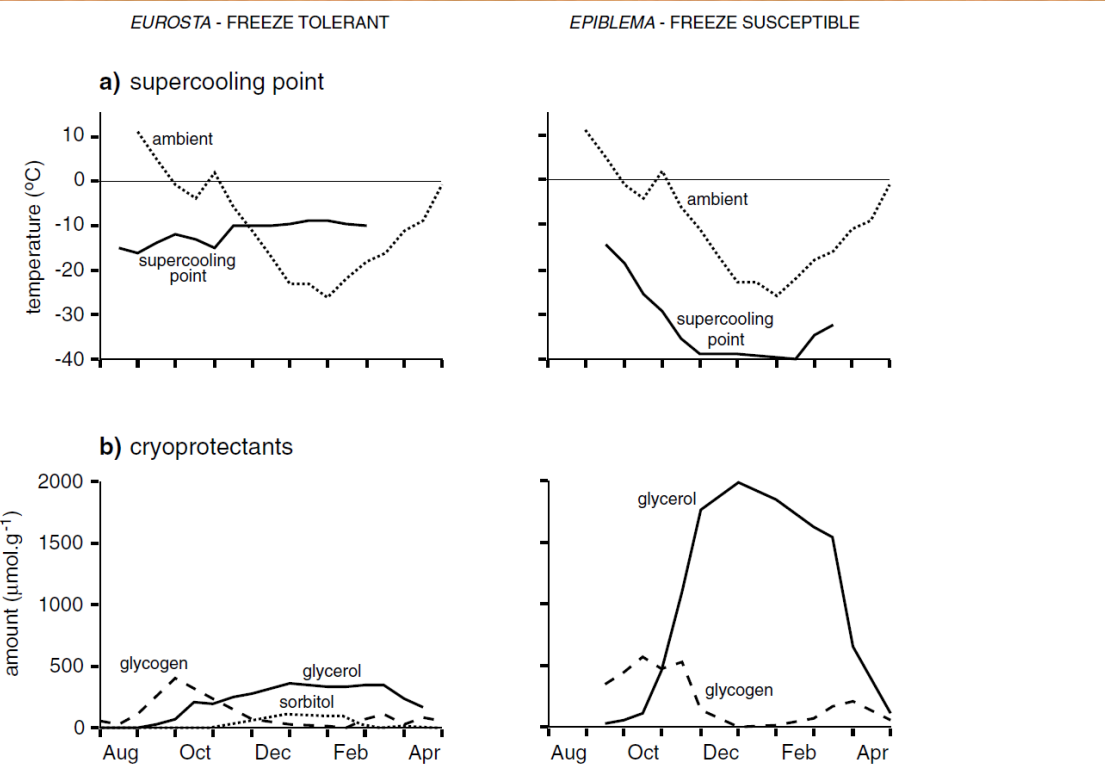 EUROSTA - FREEZE TOLERANT
EPIBLEMA - FREEZE SUSCEPTIBLE
a) supercooling point
temperature (ºC)
10
0
-10
-20
-30
-40
ambient
supercooling
point
ambient
supercooling
point
b) cryoprotectants
amount (µmol.g-1)
2000
1500
1000
500
0
glycogen
glycerol
sorbitol
Aug Oct Dec Feb Apr
glycerol
glycogen
Aug Oct Dec Feb Apr